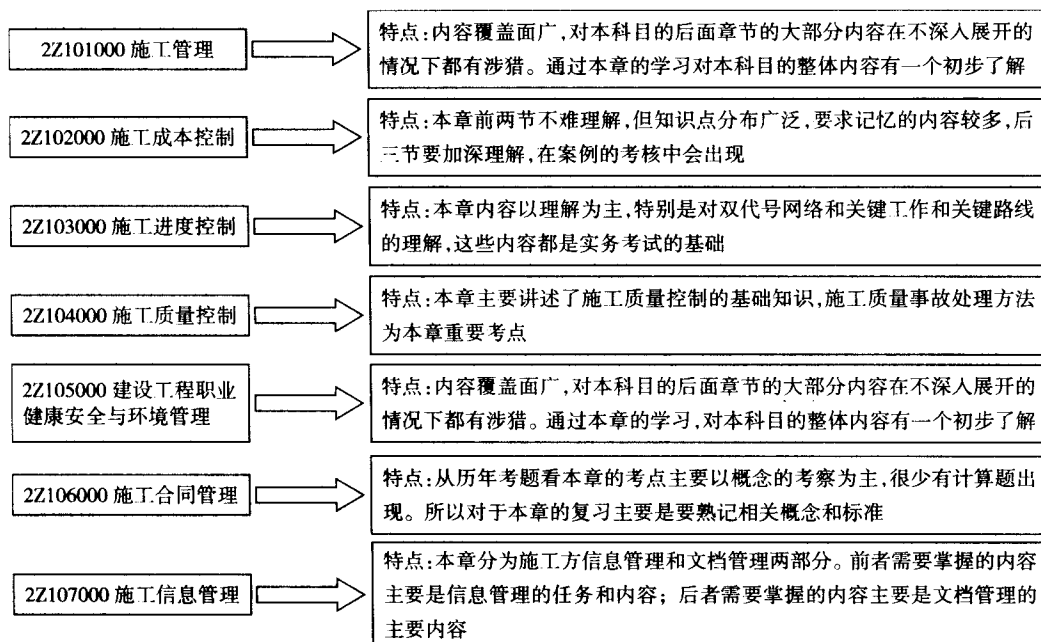 2Z101000 施工管理
特点:内容覆盖面广,对本科目的后面章节的大部分内容在不深入展开的
情况下都有涉猎。通过本章的学习对本科目的整体内容有一个初步了解
2Z102000 施工成本控制
特点:本章前两节不难理解,但知识点分布广泛,要求记忆的内容较多,后
三节要加深理解,在案例的考核中会出现
2Z103000 施工进度控制
特点:本章内容以理解为主,特别是对双代号网络和关键工作和关键路线
的理解,这些内容都是实务考试的基础
2Z104000 施工质量控制
特点:本章主要讲述了施工质量控制的基础知识,施工质量事故处理方法
为本章重要考点
2Z105000 建设工程职业
健康安全与环境管理
特点:内容覆盖面广,对本科目的后面章节的大部分内容在不深入展开的
情况下都有涉猎。通过本章的学习,对本科目的整体内容有一个初步了解
2Z106000 施工合同管理
特点:从历年考题看本章的考点主要以概念的考察为主,很少有计算题出
现。所以对于本章的复习主要是要熟记相关概念和标准
2Z107000 施工信息管理
特点:本章分为施工方信息管理和文档管理两部分。前者需要掌握的内容
主要是信息管理的任务和内容;后者需要掌握的内容主要是文档管理的
主要内容